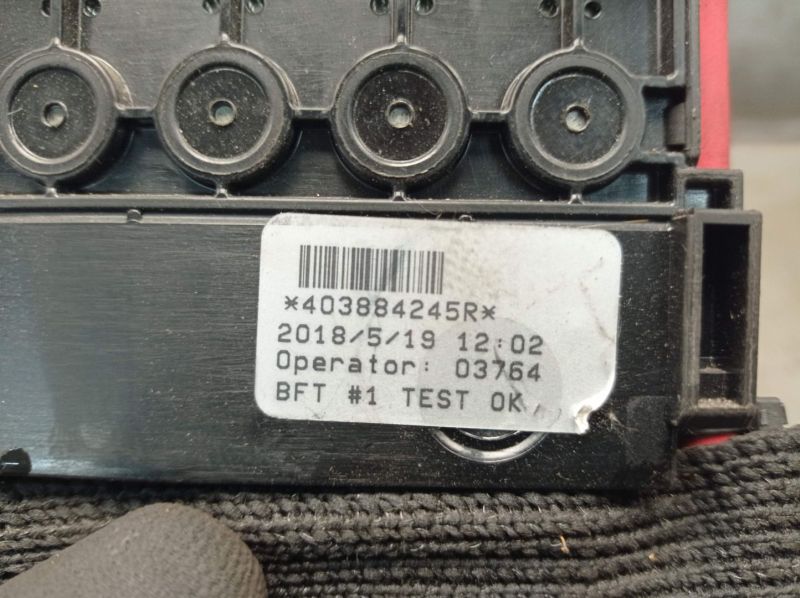 *403884245R*
2018/5/19 12:02
Operator: 03764
BFT #1 TEST OK